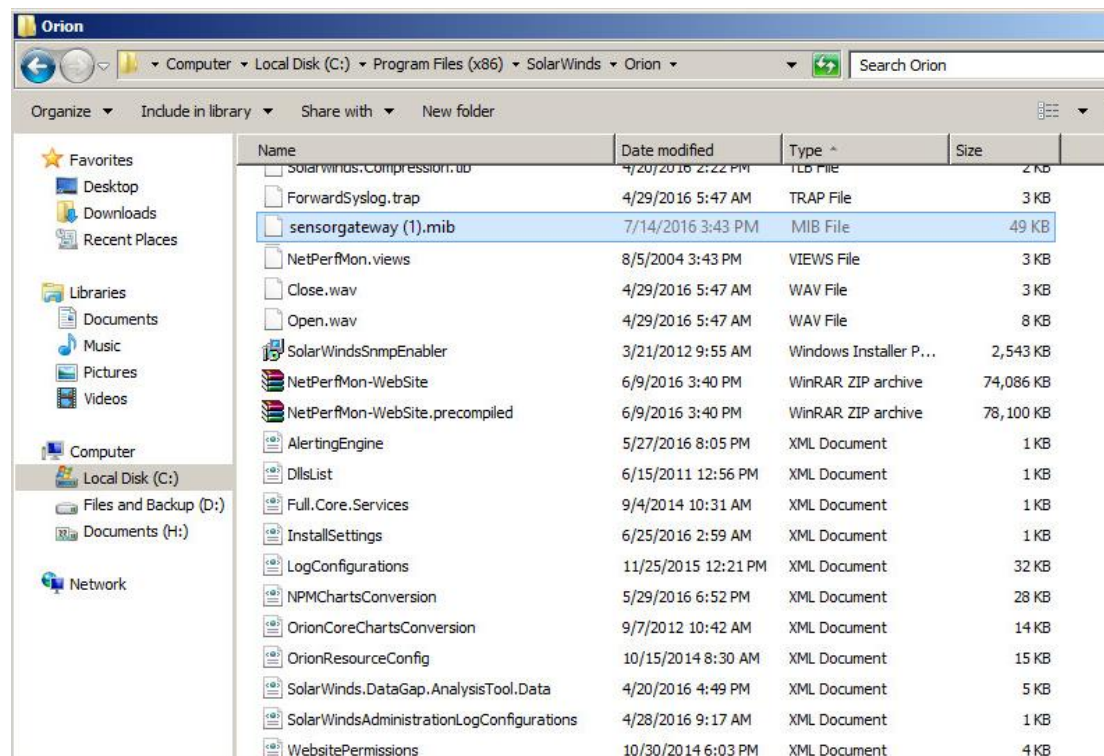 Orion
Computer Local Disk (C:) Program Files (x86) SolarWinds Orion Search Orion
Organize Include in library Share with New folder
Favorites
Desktop
Downloads
Recent Places
Libraries
Documents
Music
Pictures
Videos
Computer
Local Disk (C:)
Files and Backup (D:)
Documents (H:)
Network
Name Date modified Type Size
SolarWinds.Compression.tlb 4/20/2016 2:22 PM TLB File 2 KB
ForwardSyslog.trap 4/29/2016 5:47 AM TRAP File 3 KB
sensorgateway (1).mib 7/14/2016 3:43 PM MIB File 49 KB
NetPerfMon.views 8/5/2004 3:43 PM VIEWS File 3 KB
Close.wav 4/29/2016 5:47 AM WAV File 3 KB
Open.wav 4/29/2016 5:47 AM WAV File 8 KB
SolarWindsSnmpEnabler 3/21/2012 9:55 AM Windows Installer P... 2,543 KB
NetPerfMon-WebSite 6/9/2016 3:40 PM WinRAR ZIP archive 74,086 KB
NetPerfMon-WebSite.precompiled 6/9/2016 3:40 PM WinRAR ZIP archive 78,100 KB
AlertingEngine 5/27/2016 8:05 PM XML Document 1 KB
DllsList 6/15/2011 12:56 PM XML Document 1 KB
Full.Core.Services 9/4/2014 10:31 AM XML Document 1 KB
InstallSettings 6/25/2016 2:59 AM XML Document 1 KB
LogConfigurations 11/25/2015 12:21 PM XML Document 32 KB
NPMChartsConversion 5/29/2016 6:52 PM XML Document 28 KB
OrionCoreChartsConversion 9/7/2012 10:42 AM XML Document 14 KB
OrionResourceConfig 10/15/2014 8:30 AM XML Document 15 KB
SolarWinds.DataGap.AnalysisTool.Data 4/20/2016 4:49 PM XML Document 5 KB
SolarWindsAdministrationLogConfigurations 4/28/2016 9:17 AM XML Document 1 KB
WebsitePermissions 10/30/2014 6:03 PM XML Document 4 KB